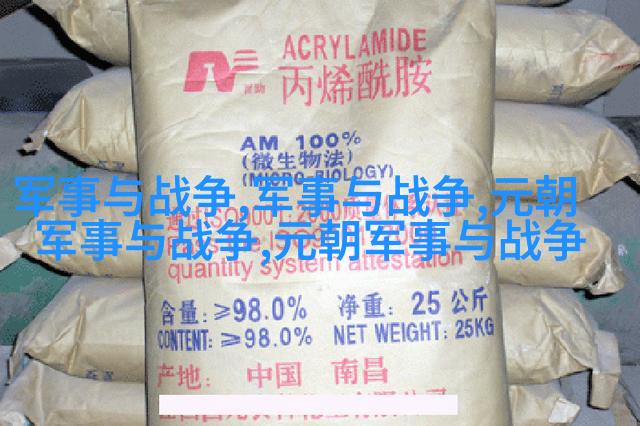 ACRYLAMIDE
丙烯酰胺
AM 100%
(微生物法)
(MICRO-BIOLOGY)
军事与战争,军事与战争,元朝
军事与战争,元朝军事与战争
quantity system attestation
含量:≥98.0% 净重: 25 公斤
CONTENT: ≥98.0% NET WEIGHT: 25KG
产地: 中国 南昌